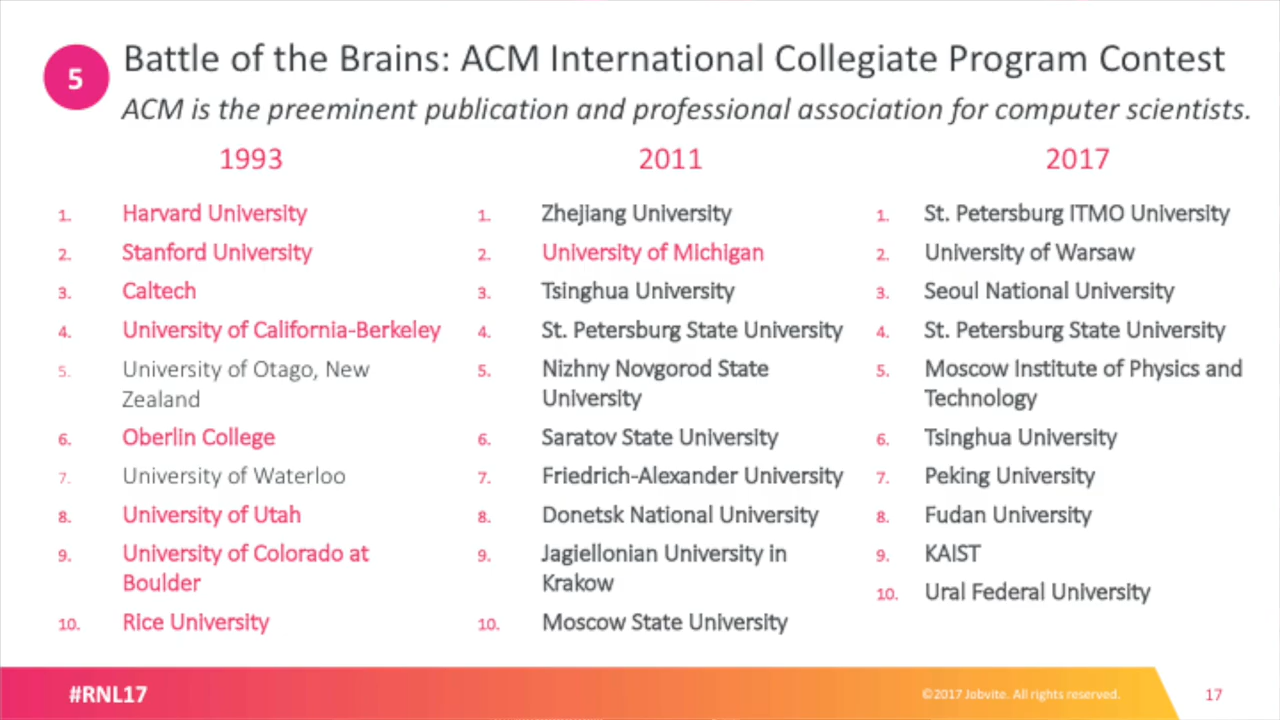 5
Battle of the Brains: ACM International Collegiate Program Contest
ACM is the preeminent publication and professional association for computer scientists.
1993
1. Harvard University
2. Stanford University
3. Caltech
4. University of California-Berkeley
5. University of Otago, New
Zealand
6. Oberlin College
7. University of Waterloo
8. University of Utah
9. University of Colorado at
Boulder
10. Rice University
2011
1. Zhejiang University
2. University of Michigan
3. Tsinghua University
4. St. Petersburg State University
5. Nizhny Novgorod State
University
6. Saratov State University
7. Friedrich-Alexander University
8. Donetsk National University
9. Jagiellonian University in
Krakow
10. Moscow State University
2017
1. St. Petersburg ITMO University
2. University of Warsaw
3. Seoul National University
4. St. Petersburg State University
5. Moscow Institute of Physics and
Technology
6. Tsinghua University
7. Peking University
8. Fudan University
9. KAIST
10. Ural Federal University
#RNL17
©2017 Jobvite. All rights reserved.
17